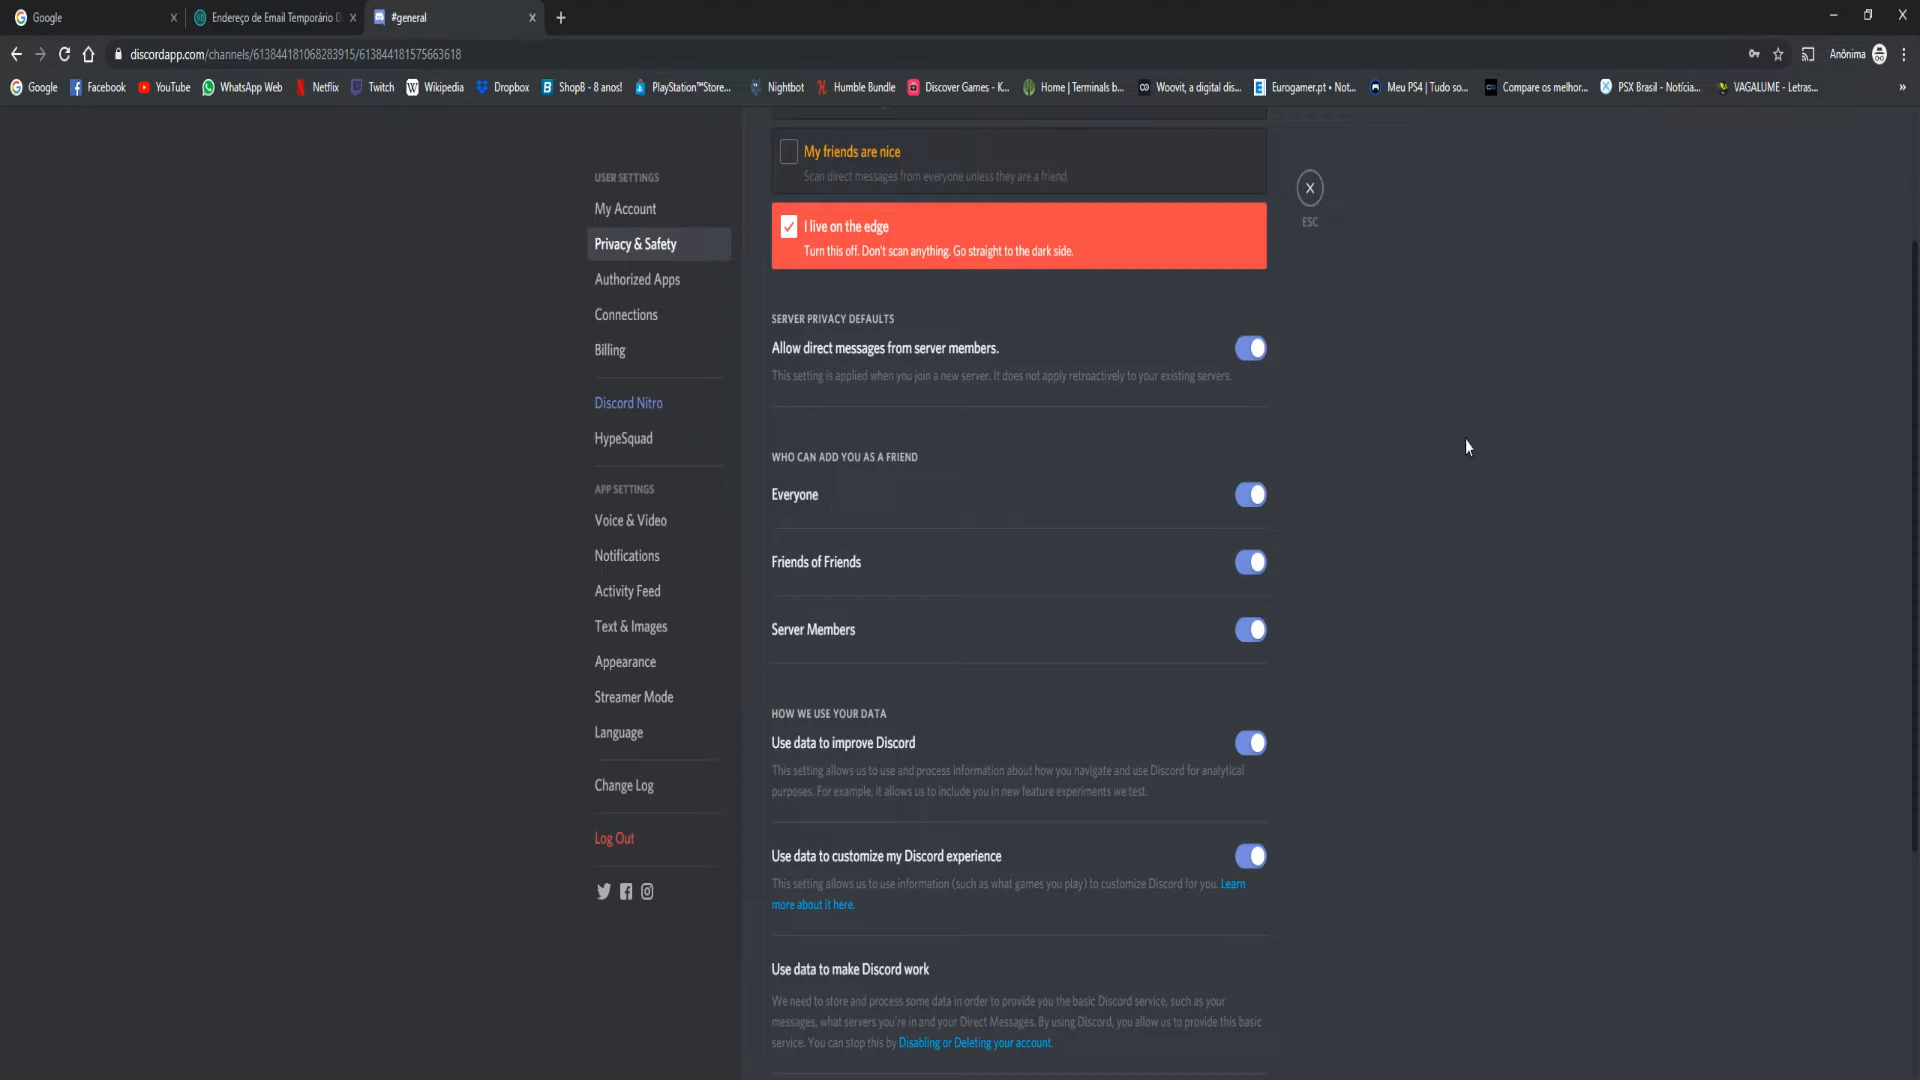 Google
Endereço de Email Temporário D
#general
discordapp.com/channels/613844181068283915/613844181575663618
Anônima
Google Facebook YouTube WhatsApp Web Netflix Twitch Wikipedia Dropbox ShopB - 8 anos! PlayStation™Store... Nightbot Humble Bundle Discover Games - K... Home | Terminals b... Woovit, a digital dis... Eurogamer.pt • Not... Meu PS4 | Tudo so... Compare os melhor... PSX Brasil - Notícia... VAGALUME - Letras... »
USER SETTINGS
My Account
Privacy & Safety
Authorized Apps
Connections
Billing
Discord Nitro
HypeSquad
APP SETTINGS
Voice & Video
Notifications
Activity Feed
Text & Images
Appearance
Streamer Mode
Language
Change Log
Log Out
My friends are nice
Scan direct messages from everyone unless they are a friend.
I live on the edge
Turn this off. Don't scan anything. Go straight to the dark side.
SERVER PRIVACY DEFAULTS
Allow direct messages from server members.
This setting is applied when you join a new server. It does not apply retroactively to your existing servers.
WHO CAN ADD YOU AS A FRIEND
Everyone
Friends of Friends
Server Members
HOW WE USE YOUR DATA
Use data to improve Discord
This setting allows us to use and process information about how you navigate and use Discord for analytical
purposes. For example, it allows us to include you in new feature experiments we test.
Use data to customize my Discord experience
This setting allows us to use information (such as what games you play) to customize Discord for you. Learn
more about it here.
Use data to make Discord work
We need to store and process some data in order to provide you the basic Discord service, such as your
messages, what servers you're in and your Direct Messages. By using Discord, you allow us to provide this basic
service. You can stop this by Disabling or Deleting your account.
X
ESC